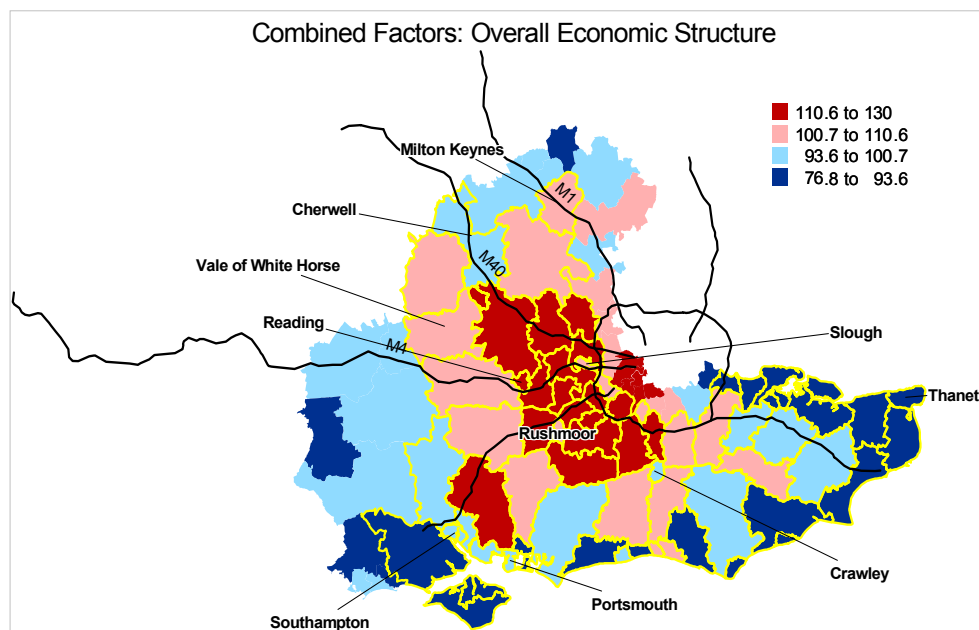 Combined Factors: Overall Economic Structure
110.6 to 130
100.7 to 110.6
93.6 to 100.7
76.8 to 93.6
Milton Keynes
M1
Cherwell
M40
Vale of White Horse
Reading
M4
Slough
Thanet
Rushmoor
Crawley
Portsmouth
Southampton